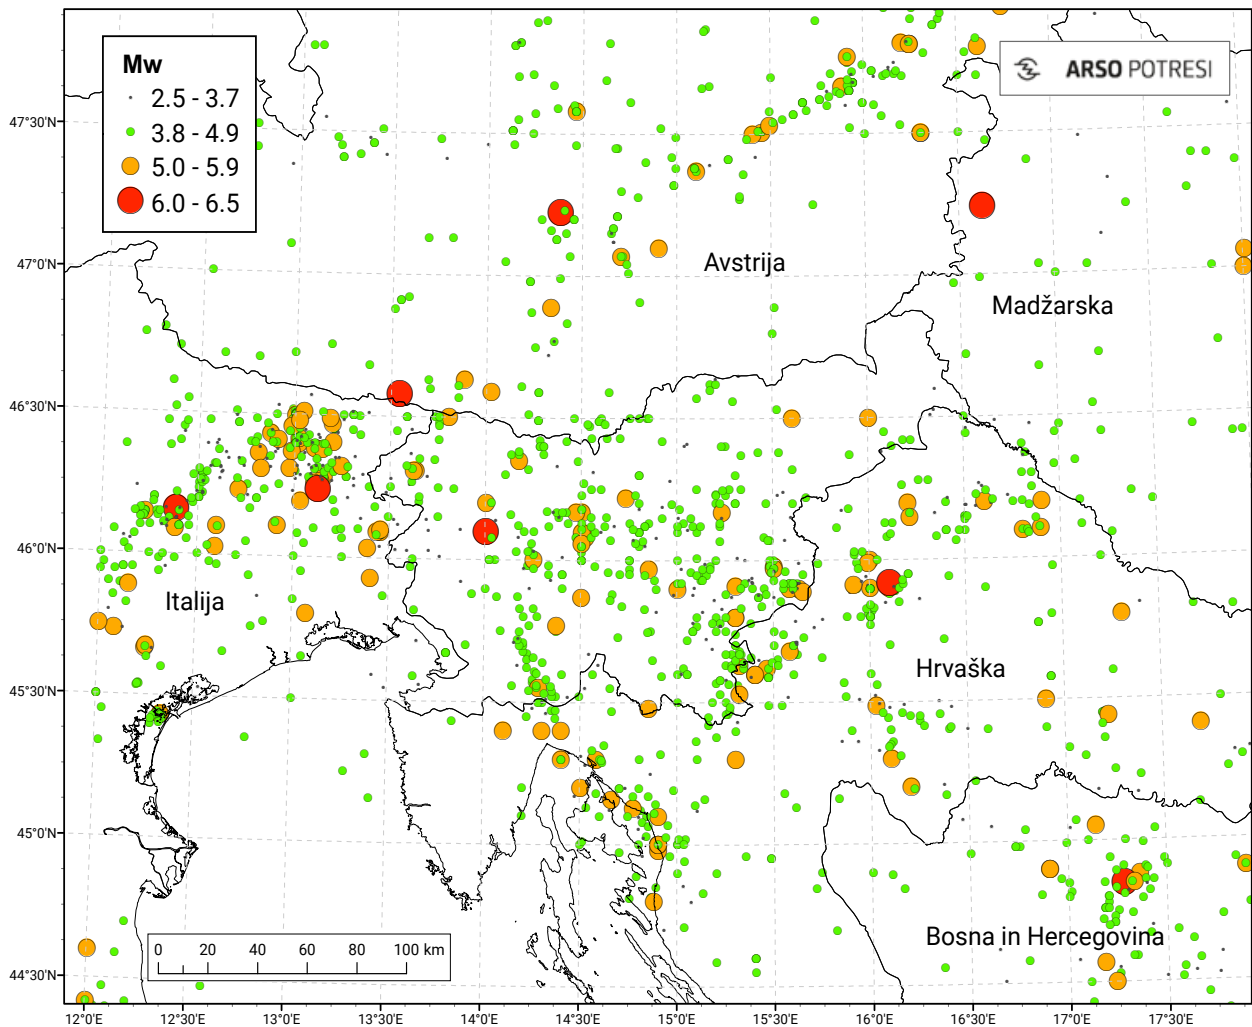 Mw
2.5 - 3.7
3.8 - 4.9
5.0 - 5.9
6.0 - 6.5
ARSO POTRESI
47°30'N
47°0'N
46°30'N
46°0'N
45°30'N
45°0'N
44°30'N
Avstrija
Madžarska
Italija
Hrvaška
Bosna in Hercegovina
0 20 40 60 80 100 km
12°0'E 12°30'E 13°0'E 13°30'E 14°0'E 14°30'E 15°0'E 15°30'E 16°0'E 16°30'E 17°0'E 17°30'E